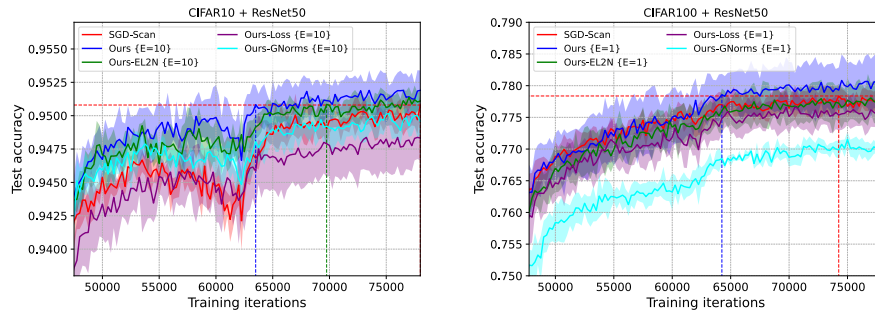 CIFAR10 + ResNet50
SGD-Scan
Ours {E=10}
Ours-EL2N {E=10}
Ours-Loss {E=10}
Ours-GNorms {E=10}
0.9550
0.9525
0.9500
0.9475
0.9450
0.9425
0.9400
Test accuracy
50000 55000 60000 65000 70000 75000
Training iterations
CIFAR100 + ResNet50
SGD-Scan
Ours {E=1}
Ours-EL2N {E=1}
Ours-Loss {E=1}
Ours-GNorms {E=1}
0.790
0.785
0.780
0.775
0.770
0.765
0.760
0.755
0.750
Test accuracy
50000 55000 60000 65000 70000 75000
Training iterations